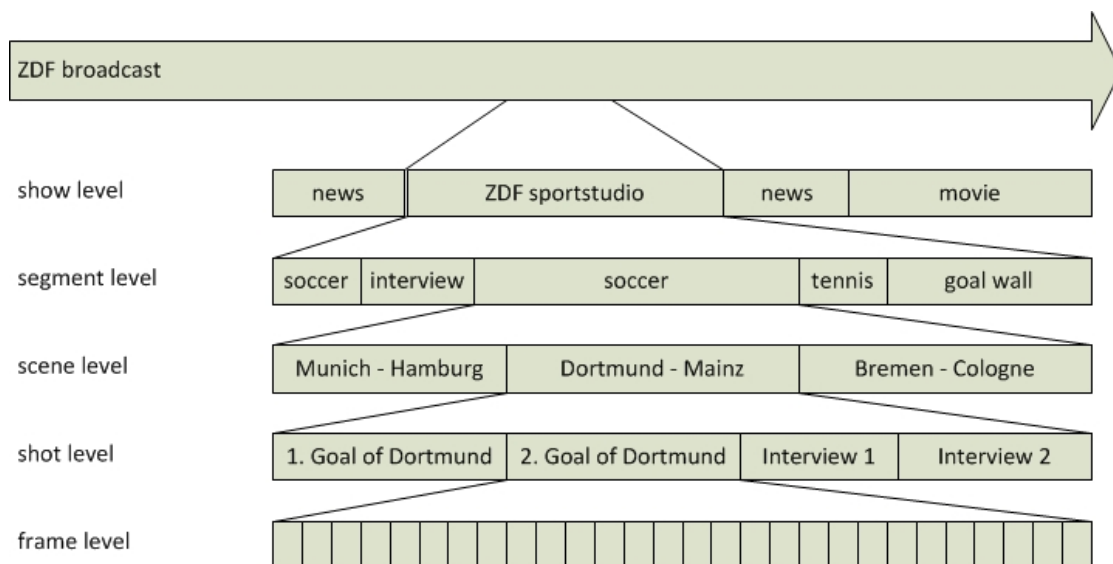 ZDF broadcast
show level
news
ZDF sportstudio
news
movie
segment level
soccer
interview
soccer
tennis
goal wall
scene level
Munich - Hamburg
Dortmund - Mainz
Bremen - Cologne
shot level
1. Goal of Dortmund
2. Goal of Dortmund
Interview 1
Interview 2
frame level